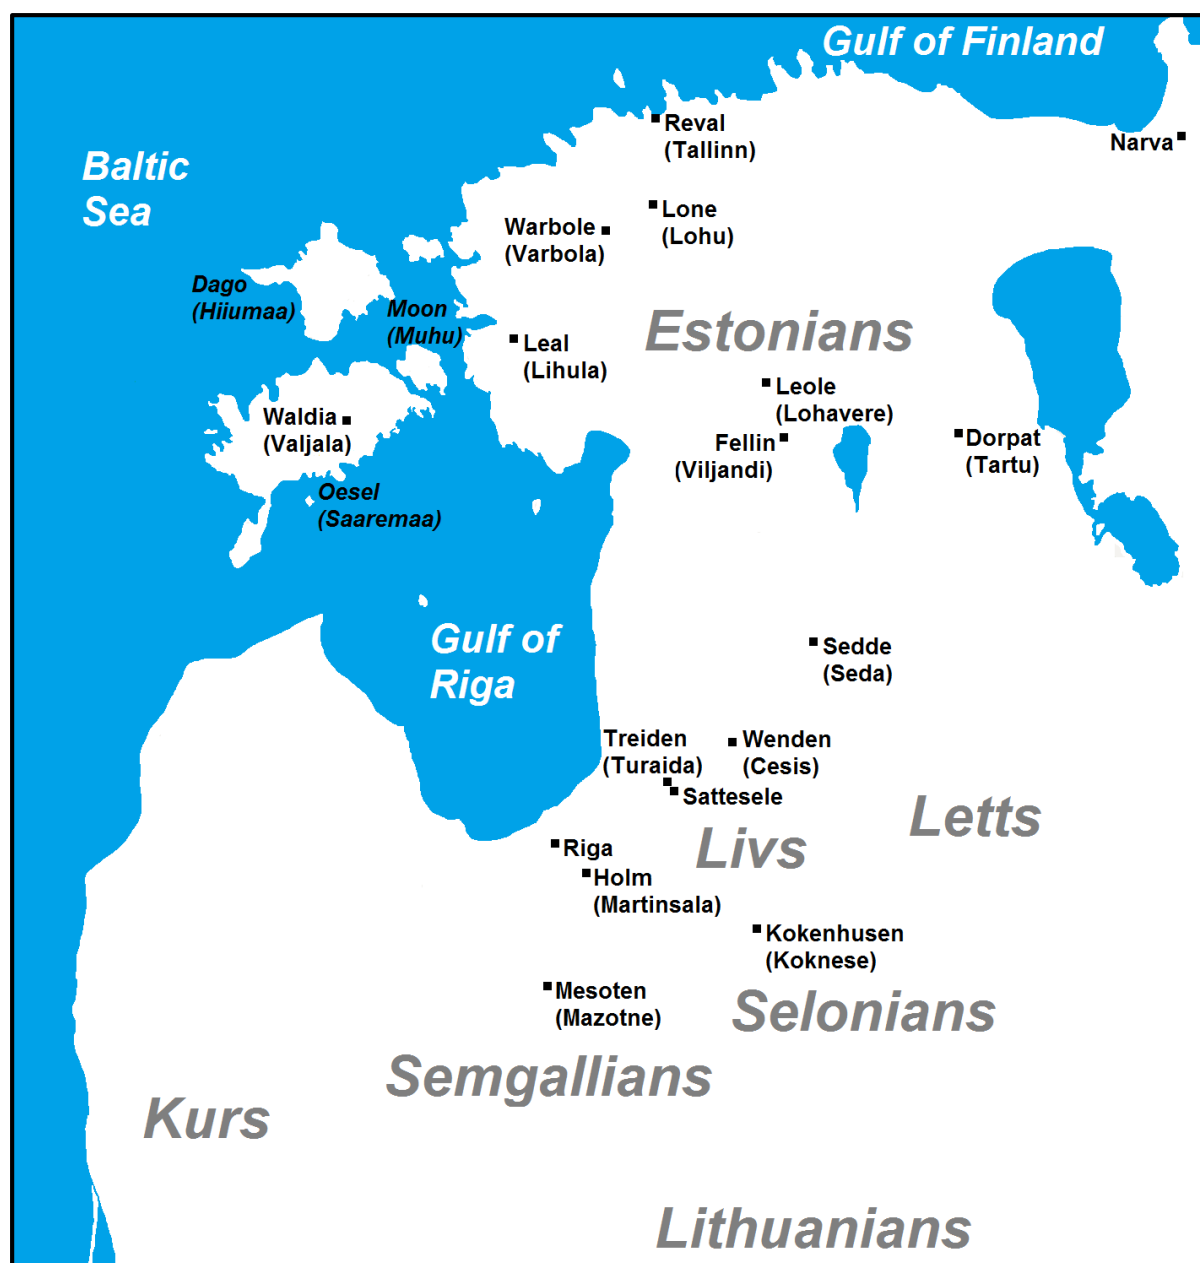 Gulf of Finland
Reval
(Tallinn)
Narva
Baltic
Sea
Lone
(Lohu)
Warbole
(Varbola)
Dago
(Hiiumaa)
Moon
(Muhu)
Estonians
Leal
(Lihula)
Leole
(Lohavere)
Waldia
(Valjala)
Fellin
(Viljandi)
Dorpat
(Tartu)
Oesel
(Saaremaa)
Gulf of
Riga
Sedde
(Seda)
Treiden
(Turaida)
Wenden
(Cesis)
Sattesele
Letts
Livs
Riga
Holm
(Martinsala)
Kokenhusen
(Koknese)
Mesoten
(Mazotne)
Selonians
Semgallians
Kurs
Lithuanians